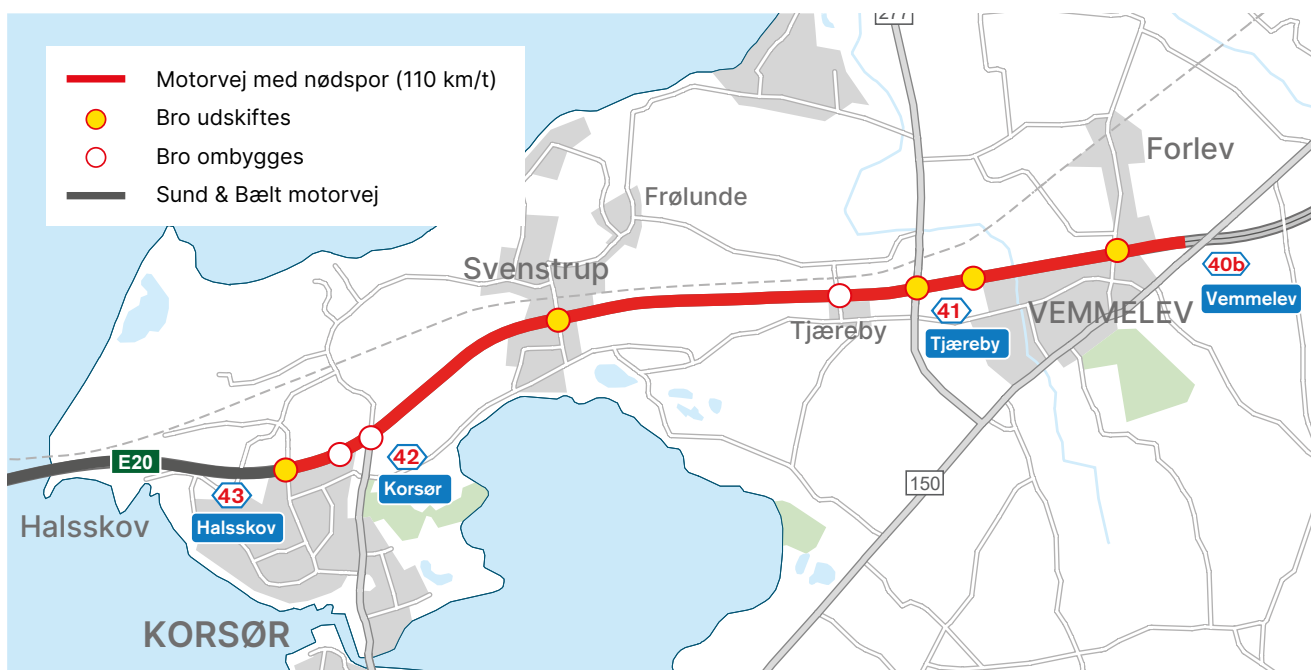 277
Motorvej med nødspor (110 km/t)
Bro udskiftes
Bro ombygges
Sund & Bælt motorvej
Forlev
Frølunde
Svenstrup
40b
Vemmelev
41
VEMMELEV
Tjæreby
Tjæreby
42
E20
Korsør
150
43
Halsskov
Halsskov
KORSØR